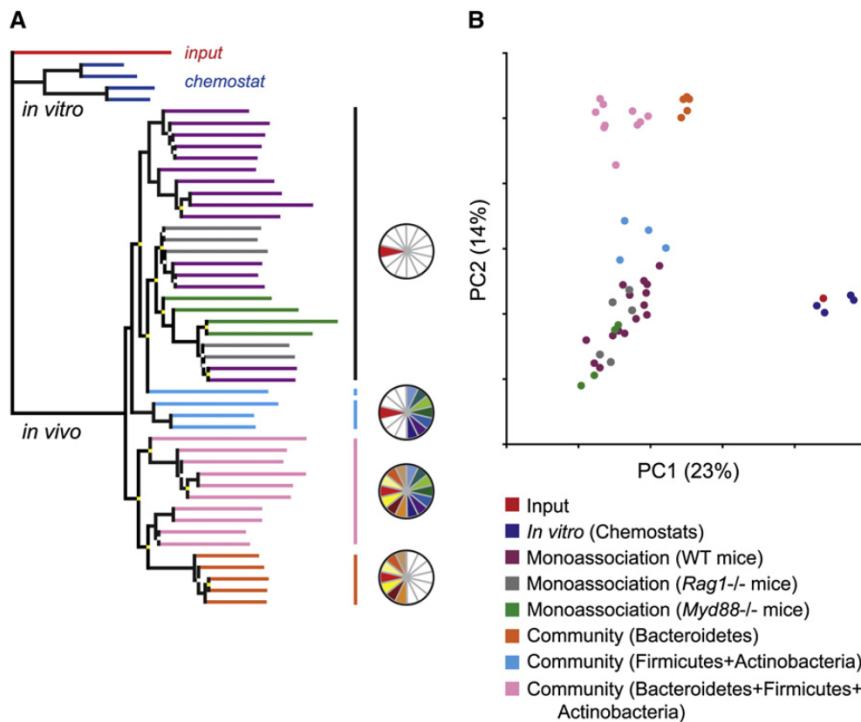 A
input
chemostat
in vitro
in vivo
B
PC2 (14%)
PC1 (23%)
Input
In vitro (Chemostats)
Monoassociation (WT mice)
Monoassociation (Rag1-/- mice)
Monoassociation (Myd88-/- mice)
Community (Bacteroidetes)
Community (Firmicutes+Actinobacteria)
Community (Bacteroidetes+Firmicutes+
Actinobacteria)